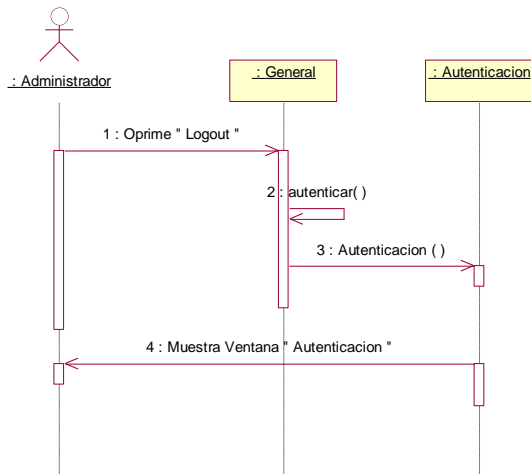 : Administrador
: General
: Autenticacion
1 : Oprime " Logout "
2 : autenticar( )
3 : Autenticacion ( )
4 : Muestra Ventana " Autenticacion "